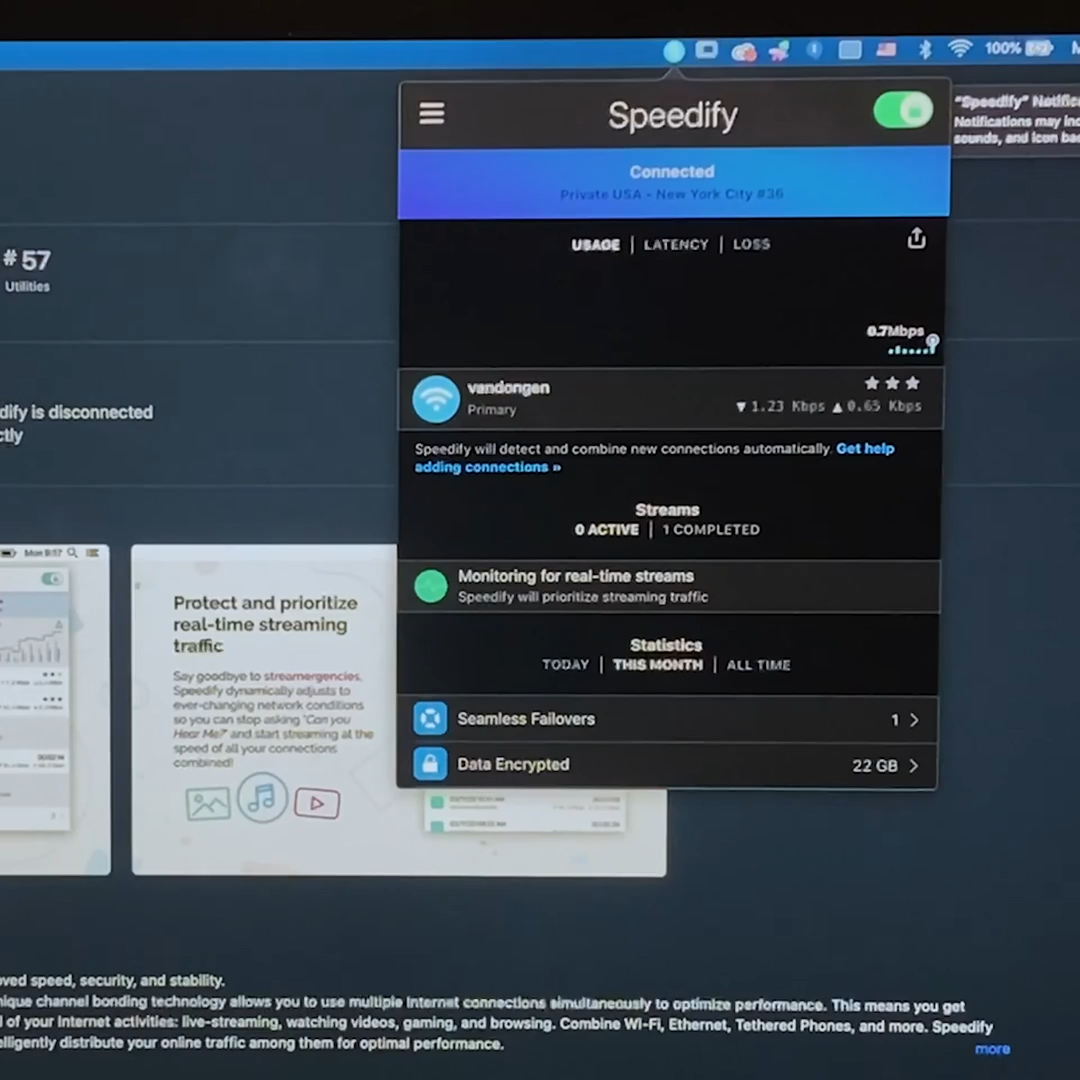 100%
M
Speedify
"Speedify" Notific
Notifications may inc
sounds, and icon ba
Connected
Private USA - New York City #36
USAGE | LATENCY | LOSS
0.7Mbps
#57
Utilities
vandongen
Primary
▼ 1.23 Kbps ▲ 0.65 Kbps
dify is disconnected
ctly
Speedify will detect and combine new connections automatically. Get help
adding connections »
Streams
0 ACTIVE | 1 COMPLETED
Monitoring for real-time streams
Speedify will prioritize streaming traffic
Statistics
TODAY | THIS MONTH | ALL TIME
Seamless Failovers 1
Data Encrypted 22 GB
Mon 9:57
Protect and prioritize
real-time streaming
traffic
Say goodbye to streamergencies.
Speedify dynamically adjusts to
ever-changing network conditions
so you can stop asking "Can you
Hear Me?" and start streaming at the
speed of all your connections
combined!
ved speed, security, and stability.
nique channel bonding technology allows you to use multiple Internet connections simultaneously to optimize performance. This means you get
l of your Internet activities: live-streaming, watching videos, gaming, and browsing. Combine Wi-Fi, Ethernet, Tethered Phones, and more. Speedify
elligently distribute your online traffic among them for optimal performance.
more